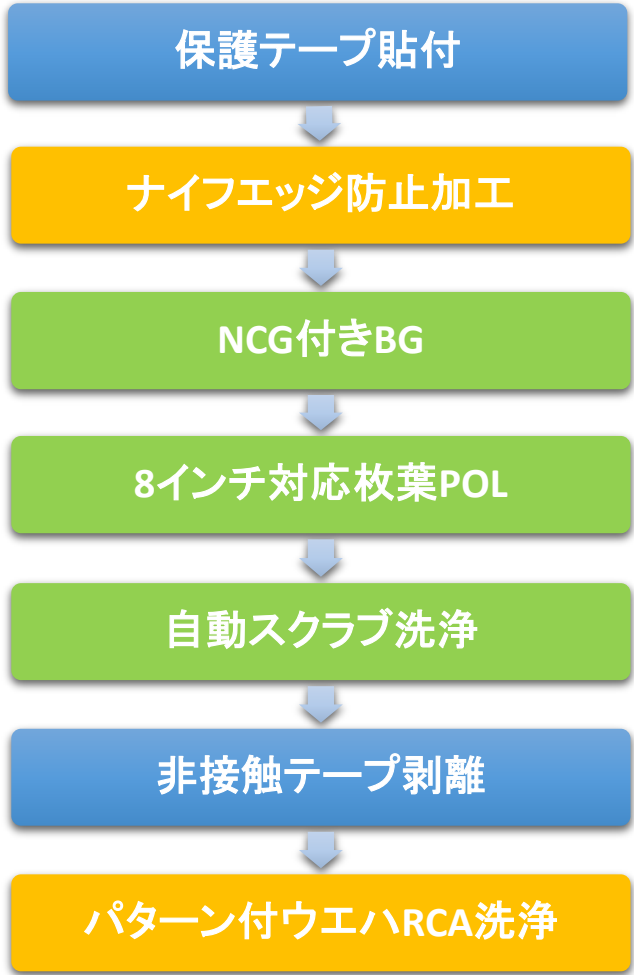 保護テープ貼付
ナイフエッジ防止加工
NCG付きBG
8インチ対応枚葉POL
自動スクラブ洗浄
非接触テープ剥離
パターン付ウエハRCA洗浄